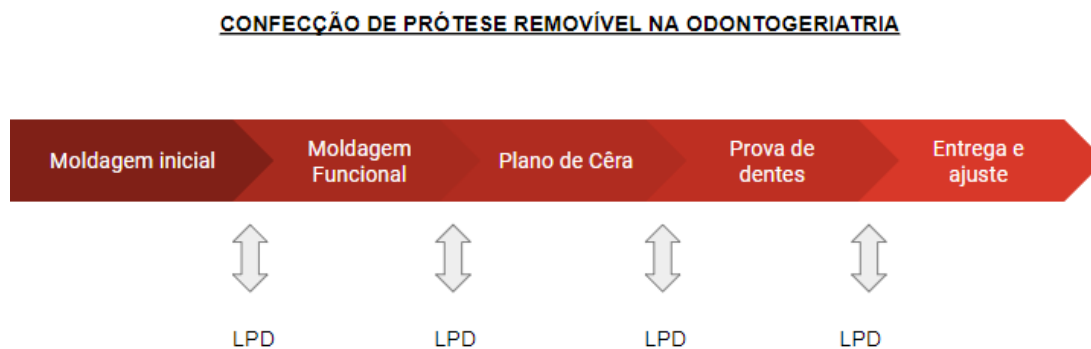 CONFECÇÃO DE PRÓTESE REMOVÍVEL NA ODONTOGERIATRIA
Moldagem inicial
Moldagem
Funcional
Plano de Cêra
Prova de
dentes
Entrega e
ajuste
LPD
LPD
LPD
LPD